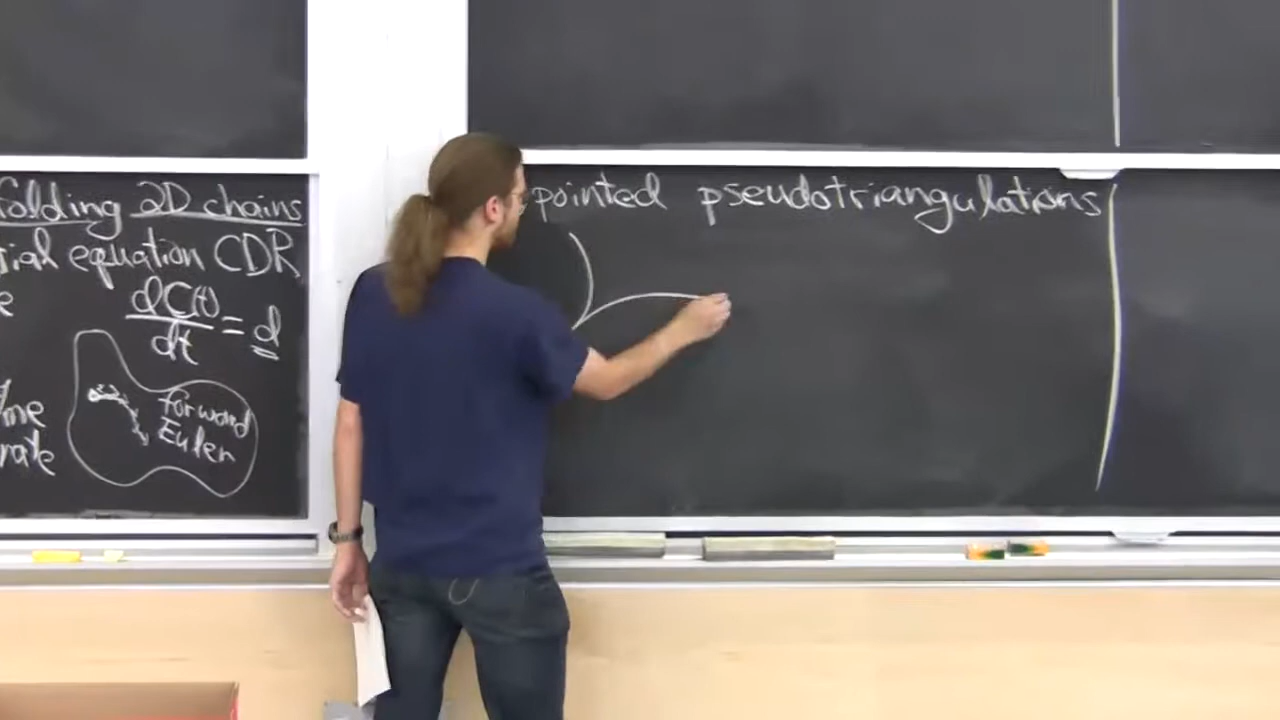 folding 2D chains
ial equation CDR
e
dC(t)
dt
= d
me
rate
forward
Euler
pointed pseudotriangulations